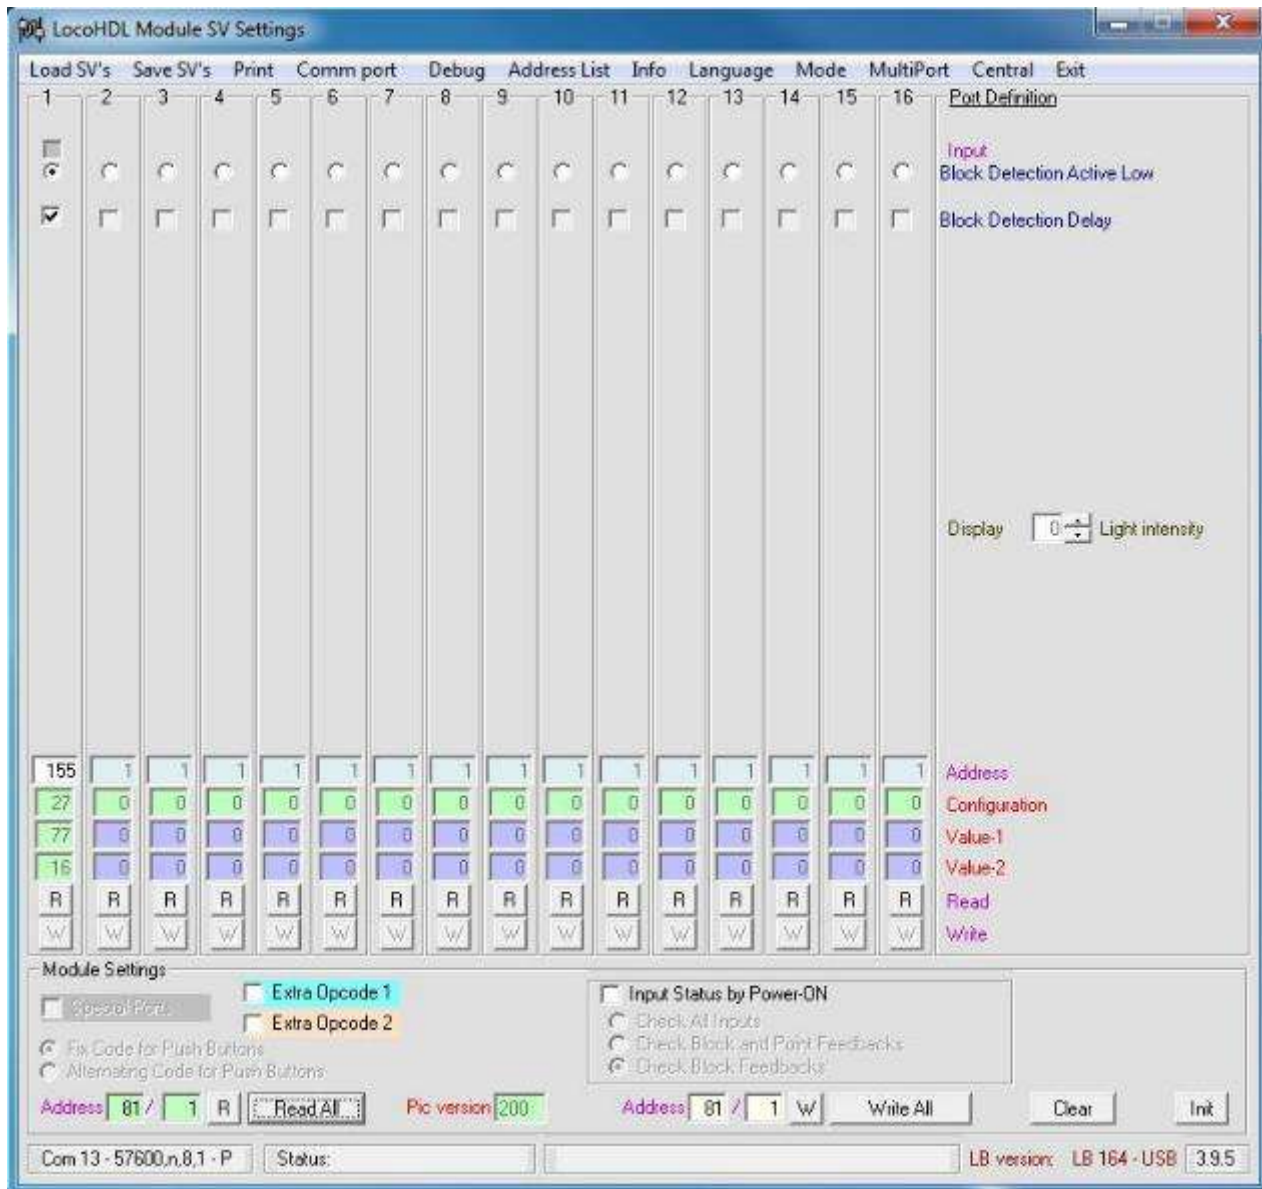 LocoHDL Module SV Settings
Load SV's Save SV's Print Comm port Debug Address List Info Language Mode MultiPort Central Exit
1 2 3 4 5 6 7 8 9 10 11 12 13 14 15 16 Port Definition
Input
Block Detection Active Low
Block Detection Delay
Display 0 Light intensity
155 1 1 1 1 1 1 1 1 1 1 1 1 1 1 1 Address
27 0 0 0 0 0 0 0 0 0 0 0 0 0 0 0 Configuration
77 0 0 0 0 0 0 0 0 0 0 0 0 0 0 0 Value-1
16 0 0 0 0 0 0 0 0 0 0 0 0 0 0 0 Value-2
R R R R R R R R R R R R R R R R Read
W W W W W W W W W W W W W W W W Write
Module Settings
Special Port
Extra Opcode 1
Extra Opcode 2
Fix Code for Push Buttons
Alternating Code for Push Buttons
Input Status by Power-ON
Check All Inputs
Check Block and Point Feedbacks
Check Block Feedbacks
Address 81 / 1 R Read All Pic version 200 Address 81 / 1 W Write All Clear Init
Com 13 - 57600,n,8,1 - P Status: LB version: LB 164 - USB 3.9.5